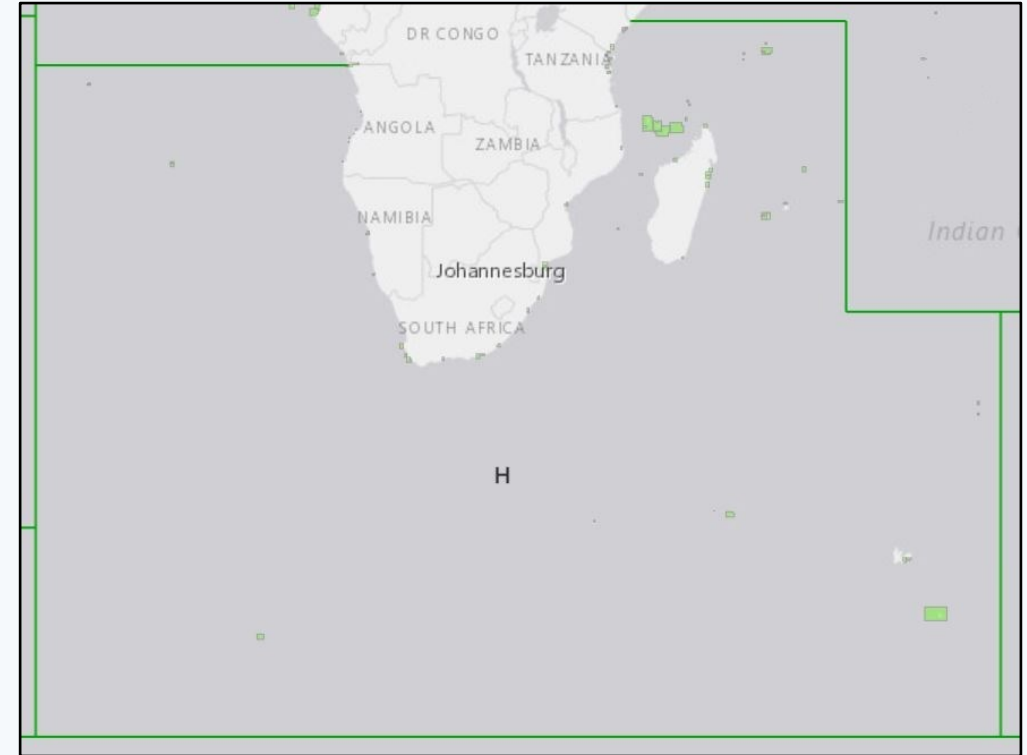 DR CONGO
TANZANIA
ANGOLA
ZAMBIA
NAMIBIA
Indian
Johannesburg
SOUTH AFRICA
H